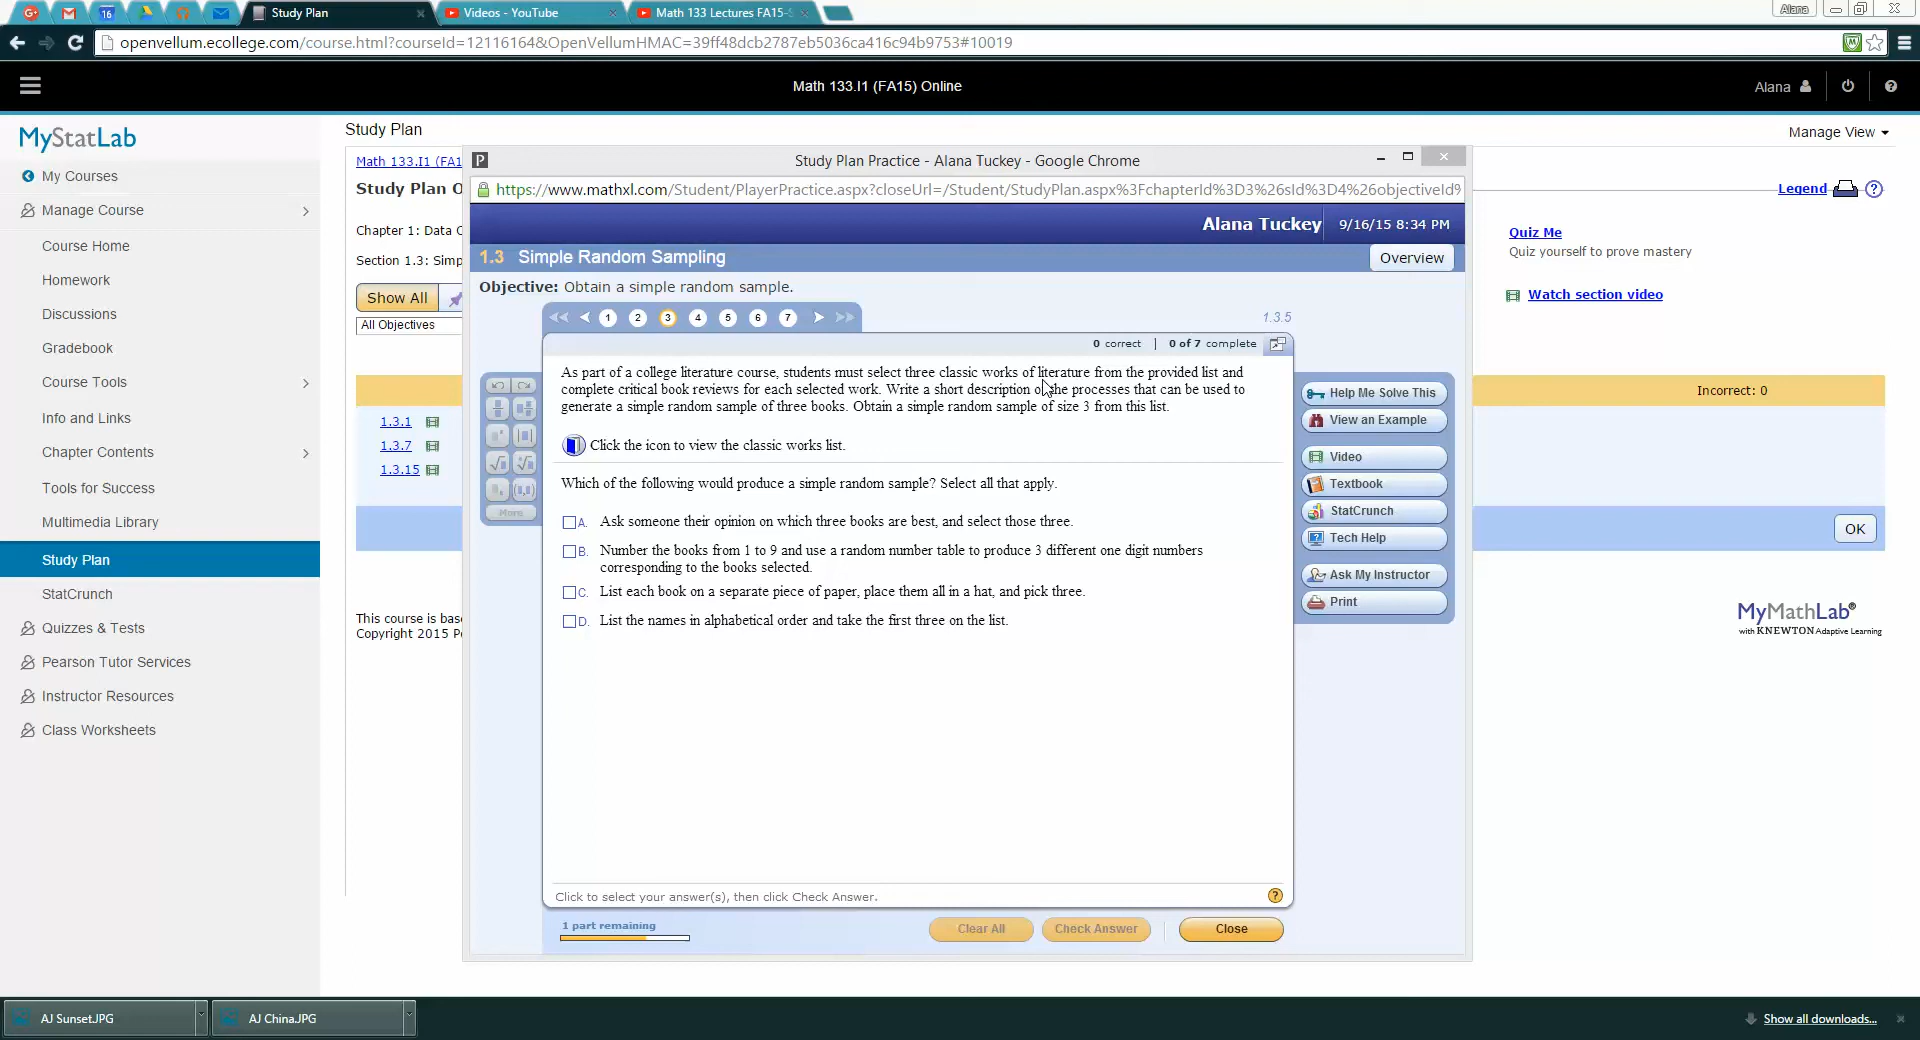 Study Plan
Videos - YouTube
Math 133 Lectures FA15-S
Alana
16
openvellum.ecollege.com/course.html?courseId=12116164&OpenVellumHMAC=39ff48dcb2787eb5036ca416c94b9753#10019
Math 133.I1 (FA15) Online
Alana
MyStatLab
My Courses
Manage Course
Course Home
Homework
Discussions
Gradebook
Course Tools
Info and Links
Chapter Contents
Tools for Success
Multimedia Library
Study Plan
StatCrunch
Quizzes & Tests
Pearson Tutor Services
Instructor Resources
Class Worksheets
Study Plan
Manage View
Math 133.I1 (FA1
Study Plan O
Legend
?
Chapter 1: Data C
Section 1.3: Simp
Show All
All Objectives
1.3.1
1.3.7
1.3.15
This course is base
Copyright 2015 Pe
Quiz Me
Quiz yourself to prove mastery
Watch section video
Incorrect: 0
OK
MyMathLab®
with KNEWTON Adaptive Learning
P
Study Plan Practice - Alana Tuckey - Google Chrome
https://www.mathxl.com/Student/PlayerPractice.aspx?closeUrl=/Student/StudyPlan.aspx%3FchapterId%3D3%26sId%3D4%26objectiveId%
Alana Tuckey 9/16/15 8:34 PM
1.3 Simple Random Sampling
Overview
Objective: Obtain a simple random sample.
1 2 3 4 5 6 7
1.3.5
0 correct | 0 of 7 complete
As part of a college literature course, students must select three classic works of literature from the provided list and
complete critical book reviews for each selected work. Write a short description of the processes that can be used to
generate a simple random sample of three books. Obtain a simple random sample of size 3 from this list.
Click the icon to view the classic works list.
Which of the following would produce a simple random sample? Select all that apply.
A. Ask someone their opinion on which three books are best, and select those three.
B. Number the books from 1 to 9 and use a random number table to produce 3 different one digit numbers
corresponding to the books selected.
C. List each book on a separate piece of paper, place them all in a hat, and pick three.
D. List the names in alphabetical order and take the first three on the list.
More
Help Me Solve This
View an Example
Video
Textbook
StatCrunch
Tech Help
Ask My Instructor
Print
Click to select your answer(s), then click Check Answer.
?
1 part remaining
Clear All
Check Answer
Close
AJ Sunset.JPG
AJ China.JPG
Show all downloads...